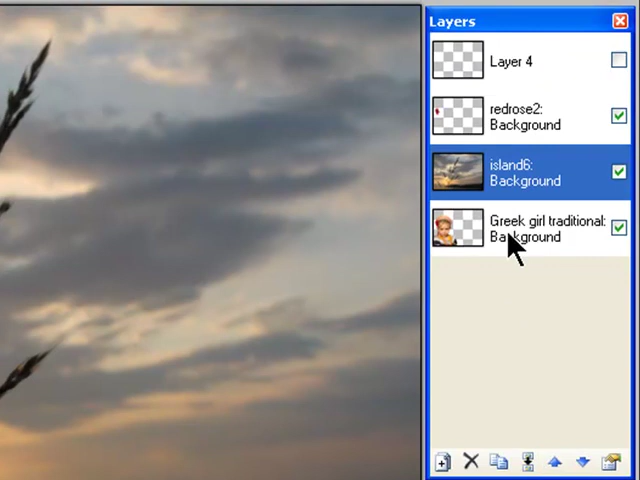 Layers
Layer 4
redrose2:
Background
island6:
Background
Greek girl traditional:
Background